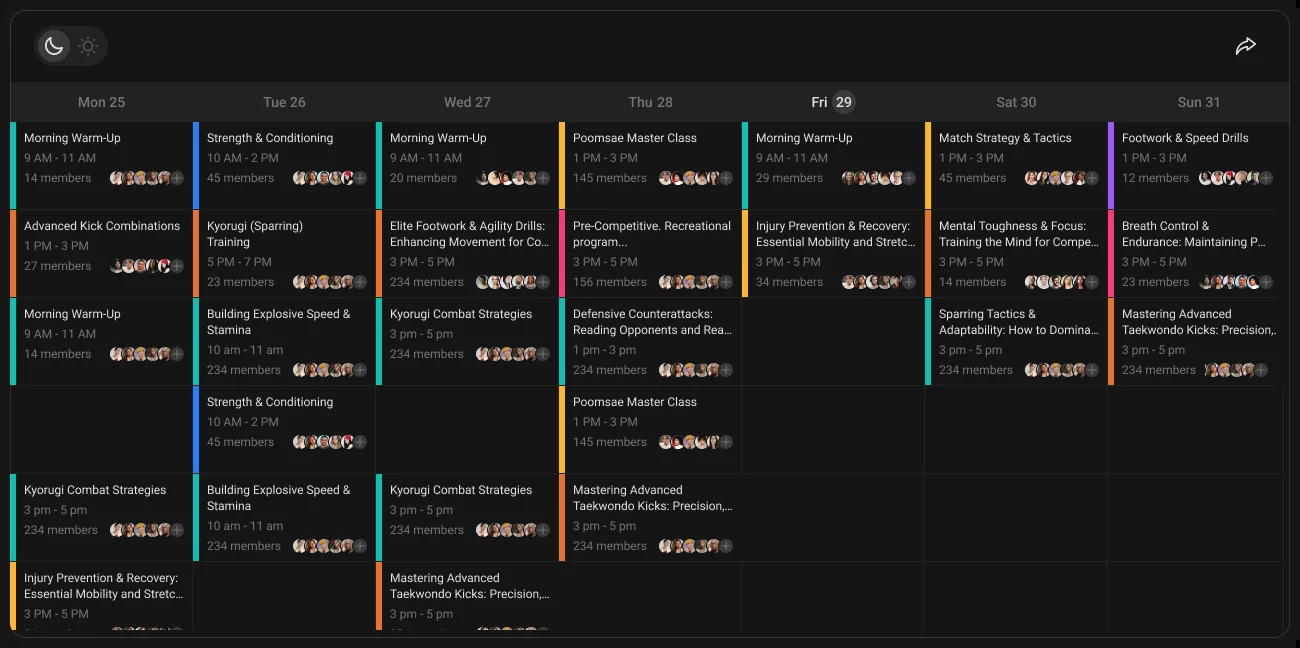 Mon 25
Tue 26
Wed 27
Thu 28
Fri 29
Sat 30
Sun 31
Morning Warm-Up
9 AM - 11 AM
14 members
Strength & Conditioning
10 AM - 2 PM
45 members
Morning Warm-Up
9 AM - 11 AM
20 members
Poomsae Master Class
1 PM - 3 PM
145 members
Morning Warm-Up
9 AM - 11 AM
29 members
Match Strategy & Tactics
1 PM - 3 PM
45 members
Footwork & Speed Drills
1 PM - 3 PM
12 members
Advanced Kick Combinations
1 PM - 3 PM
27 members
Kyorugi (Sparring)
Training
5 PM - 7 PM
23 members
Elite Footwork & Agility Drills:
Enhancing Movement for Co...
3 PM - 5 PM
234 members
Pre-Competitive. Recreational
program...
3 PM - 5 PM
156 members
Injury Prevention & Recovery:
Essential Mobility and Stretc...
3 PM - 5 PM
34 members
Mental Toughness & Focus:
Training the Mind for Compe...
3 PM - 5 PM
14 members
Breath Control &
Endurance: Maintaining P...
3 PM - 5 PM
23 members
Morning Warm-Up
9 AM - 11 AM
14 members
Building Explosive Speed &
Stamina
10 am - 11 am
234 members
Kyorugi Combat Strategies
3 pm - 5 pm
234 members
Defensive Counterattacks:
Reading Opponents and Rea...
1 pm - 3 pm
234 members
Sparring Tactics &
Adaptability: How to Domina...
3 pm - 5 pm
234 members
Mastering Advanced
Taekwondo Kicks: Precision,...
3 pm - 5 pm
234 members
Strength & Conditioning
10 AM - 2 PM
45 members
Poomsae Master Class
1 PM - 3 PM
145 members
Kyorugi Combat Strategies
3 pm - 5 pm
234 members
Building Explosive Speed &
Stamina
10 am - 11 am
234 members
Kyorugi Combat Strategies
3 pm - 5 pm
234 members
Mastering Advanced
Taekwondo Kicks: Precision,...
3 pm - 5 pm
234 members
Injury Prevention & Recovery:
Essential Mobility and Stretc...
3 PM - 5 PM
Mastering Advanced
Taekwondo Kicks: Precision,...
3 pm - 5 pm